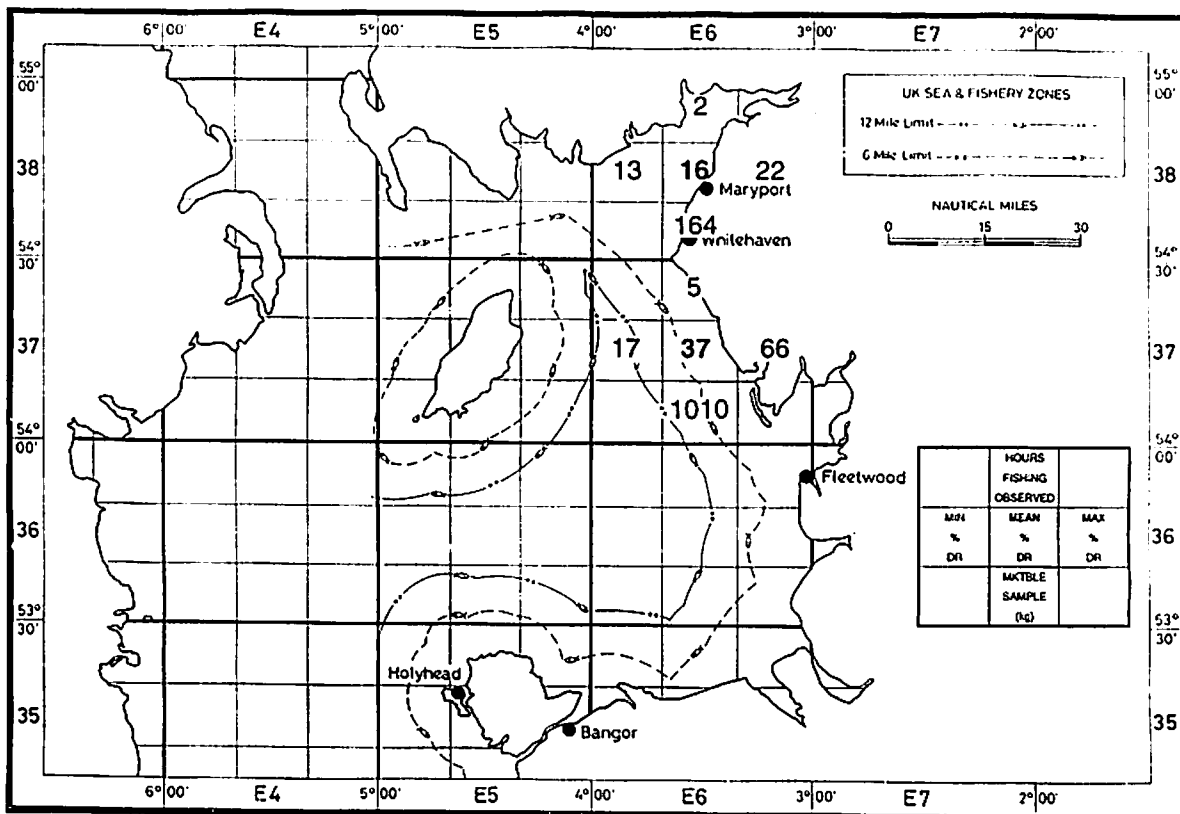 6°00' E4 5°00' E5 4°00' E6 3°00' E7 2°00'
55° 00' 55° 00'
UK SEA & FISHERY ZONES
2
12 Mile Limit
6 Mile Limit
38 13 16 22 38
Maryport
NAUTICAL MILES
164
0 15 30
Whitehaven
54° 30' 54° 30'
5
37 17 37 66 37
1010
54° 00' 54° 00'
HOURS
FISHING
OBSERVED
Fleetwood
MIN MEAN MAX
% % %
DR DR DR
36 36
MKTBLE
SAMPLE
(kg)
53° 30' 53° 30'
Holyhead
35 35
Bangor
6°00' E4 5°00' E5 4°00' E6 3°00' E7 2°00'